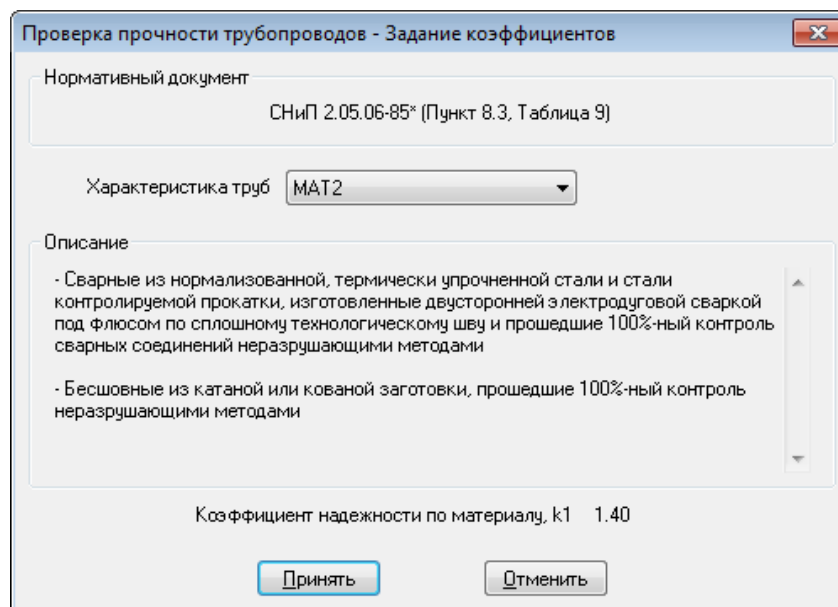 Проверка прочности трубопроводов - Задание коэффициентов
Нормативный документ
СНиП 2.05.06-85* (Пункт 8.3, Таблица 9)
Характеристика труб MAT2
Описание
- Сварные из нормализованной, термически упрочненной стали и стали
контролируемой прокатки, изготовленные двусторонней электродуговой сваркой
под флюсом по сплошному технологическому шву и прошедшие 100%-ный контроль
сварных соединений неразрушающими методами
- Бесшовные из катаной или кованой заготовки, прошедшие 100%-ный контроль
неразрушающими методами
Коэффициент надежности по материалу, k1 1.40
Принять Отменить